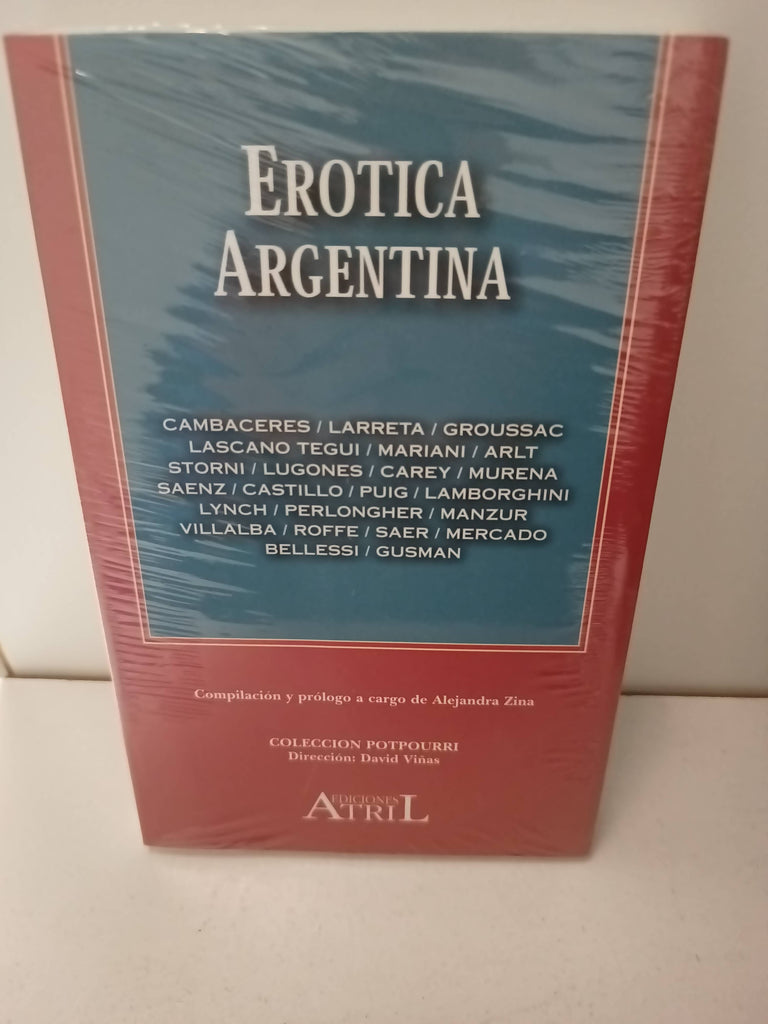 EROTICA
ARGENTINA
CAMBACERES / LARRETA / GROUSSAC
LASCANO TEGUI / MARIANI / ARLT
STORNI / LUGONES / CAREY / MURENA
SAENZ / CASTILLO / PUIG / LAMBORGHINI
LYNCH / PERLONGHER / MANZUR
VILLALBA / ROFFE / SAER / MERCADO
BELLESSI / GUSMAN
Compilación y prólogo a cargo de Alejandra Zina
COLECCION POTPOURRI
Dirección: David Viñas
EDICIONES
ATRIL